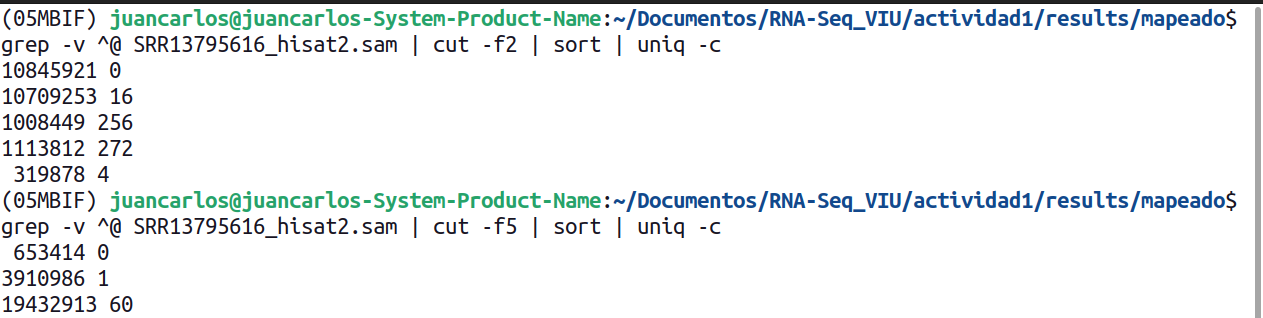 (05MBIF) juancarlos@juancarlos-System-Product-Name:~/Documentos/RNA-Seq_VIU/actividad1/results/mapeado$
grep -v ^@ SRR13795616_hisat2.sam | cut -f2 | sort | uniq -c
10845921 0
10709253 16
1008449 256
1113812 272
319878 4
(05MBIF) juancarlos@juancarlos-System-Product-Name:~/Documentos/RNA-Seq_VIU/actividad1/results/mapeado$
grep -v ^@ SRR13795616_hisat2.sam | cut -f5 | sort | uniq -c
653414 0
3910986 1
19432913 60